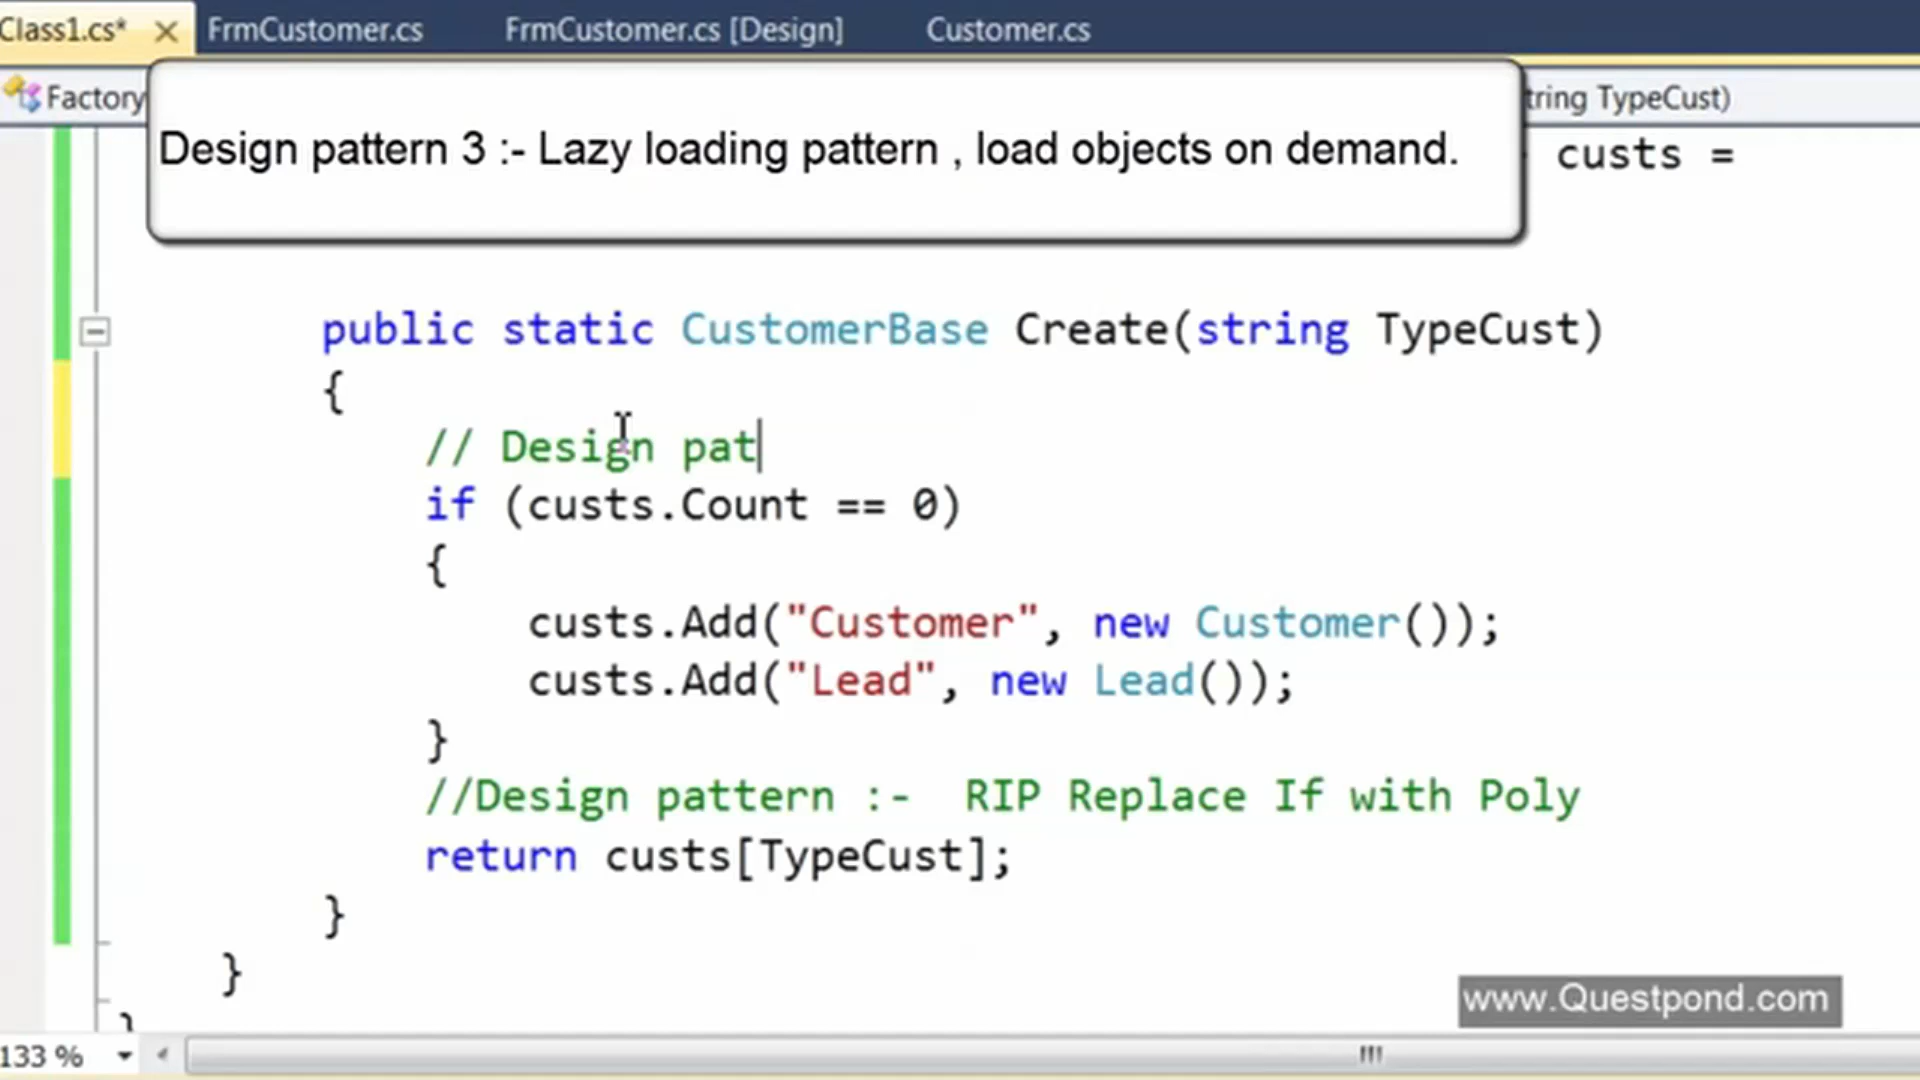 Class1.cs* FrmCustomer.cs FrmCustomer.cs [Design] Customer.cs
Factory tring TypeCust)
Design pattern 3 :- Lazy loading pattern , load objects on demand.
custs =
public static CustomerBase Create(string TypeCust)
{
// Design pat
if (custs.Count == 0)
{
custs.Add("Customer", new Customer());
custs.Add("Lead", new Lead());
}
//Design pattern :-  RIP Replace If with Poly
return custs[TypeCust];
}
}
www.Questpond.com
133 %